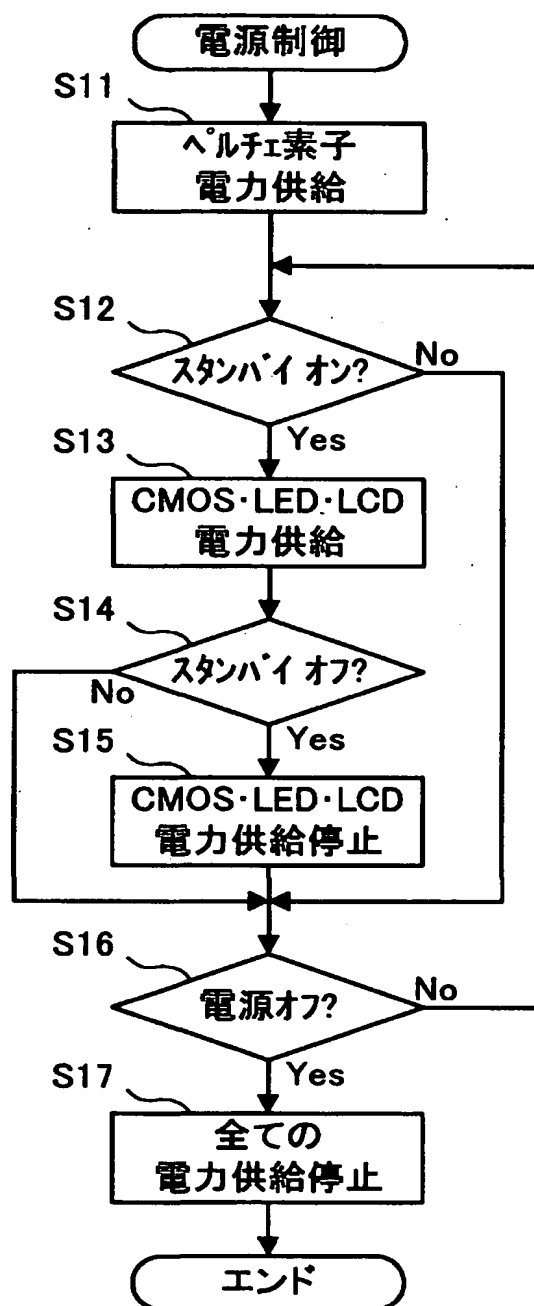 電源制御
S11
ペルチェ素子
電力供給
S12
スタンバイ オン?
No
Yes
S13
CMOS・LED・LCD
電力供給
S14
スタンバイ オフ?
No
Yes
S15
CMOS・LED・LCD
電力供給停止
S16
電源オフ?
No
Yes
S17
全ての
電力供給停止
エンド